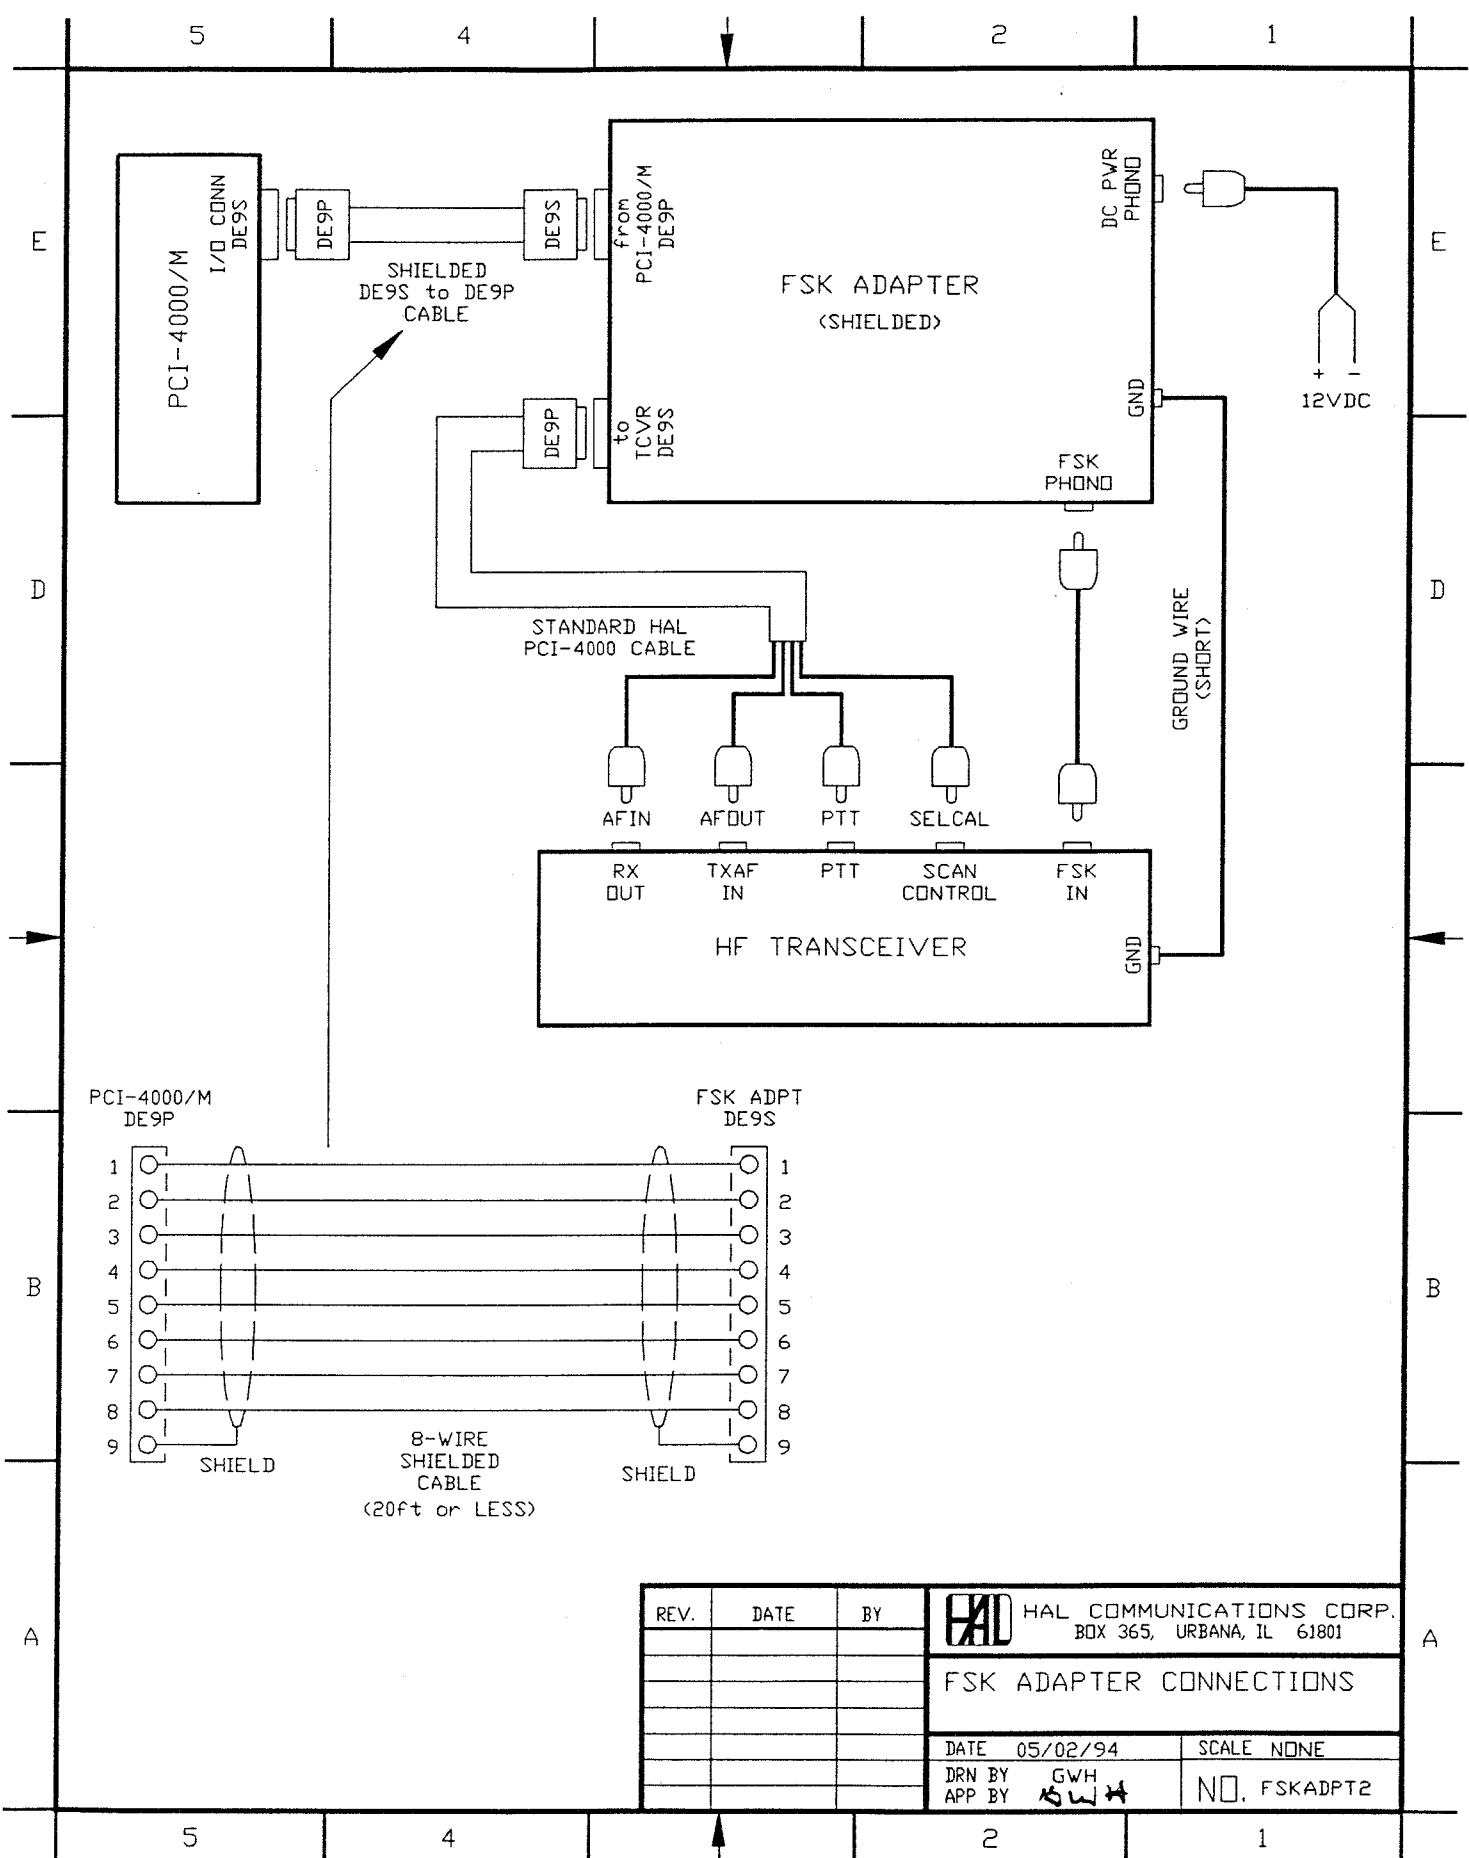 5 4 2 1
E
D
B
A
E
D
B
A
PCI-4000/M
I/O CONN
DE9S
DE9P
DE9S
from
PCI-4000/M
DE9P
SHIELDED
DE9S to DE9P
CABLE
FSK ADAPTER
(SHIELDED)
DC PWR
PHONO
+ -
12VDC
GND
DE9P
to
TCVR
DE9S
FSK
PHONO
STANDARD HAL
PCI-4000 CABLE
GROUND WIRE
(SHORT)
AFIN AFOUT PTT SELCAL
RX
OUT
TXAF
IN
PTT
SCAN
CONTROL
FSK
IN
HF TRANSCEIVER
GND
PCI-4000/M
DE9P
FSK ADPT
DE9S
1 1
2 2
3 3
4 4
5 5
6 6
7 7
8 8
9 9
SHIELD
8-WIRE
SHIELDED
CABLE
(20ft or LESS)
SHIELD
REV. DATE BY
HAL HAL COMMUNICATIONS CORP.
BOX 365, URBANA, IL 61801
FSK ADAPTER CONNECTIONS
DATE 05/02/94 SCALE NONE
DRN BY GWH
APP BY GWH
NO. FSKADPT2
5 4 2 1